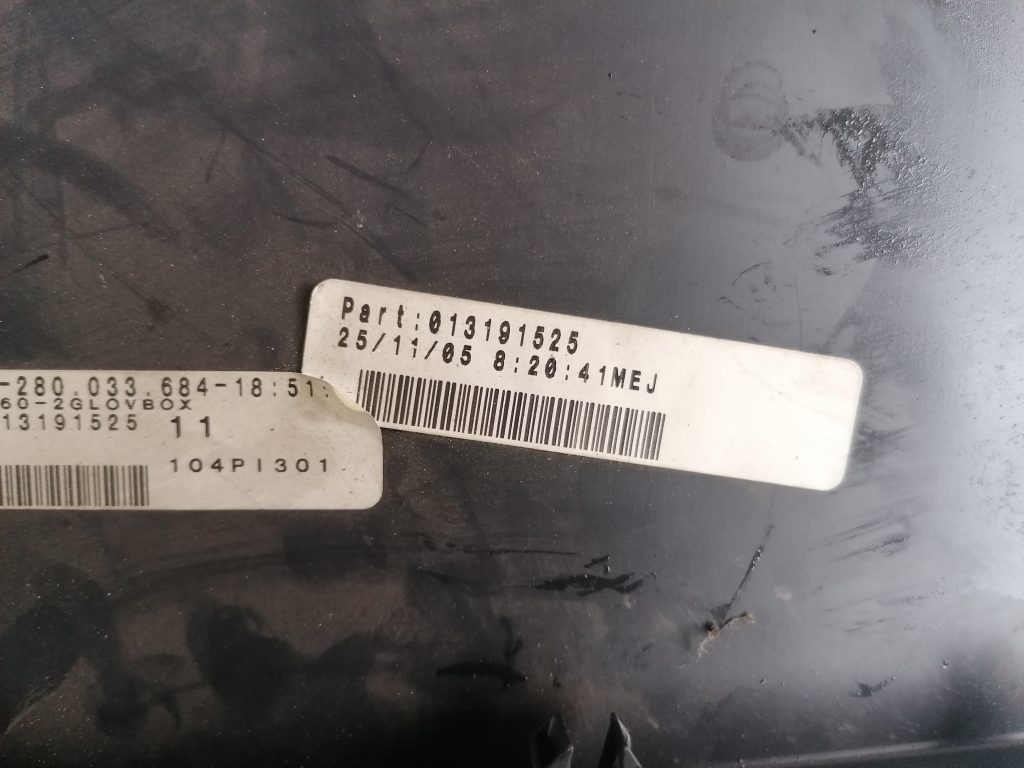 Part:013191525
25/11/05 8:20:41MEJ
-280.033.684-18:51:
60-2GLOVBOX
13191525 11
104PI301